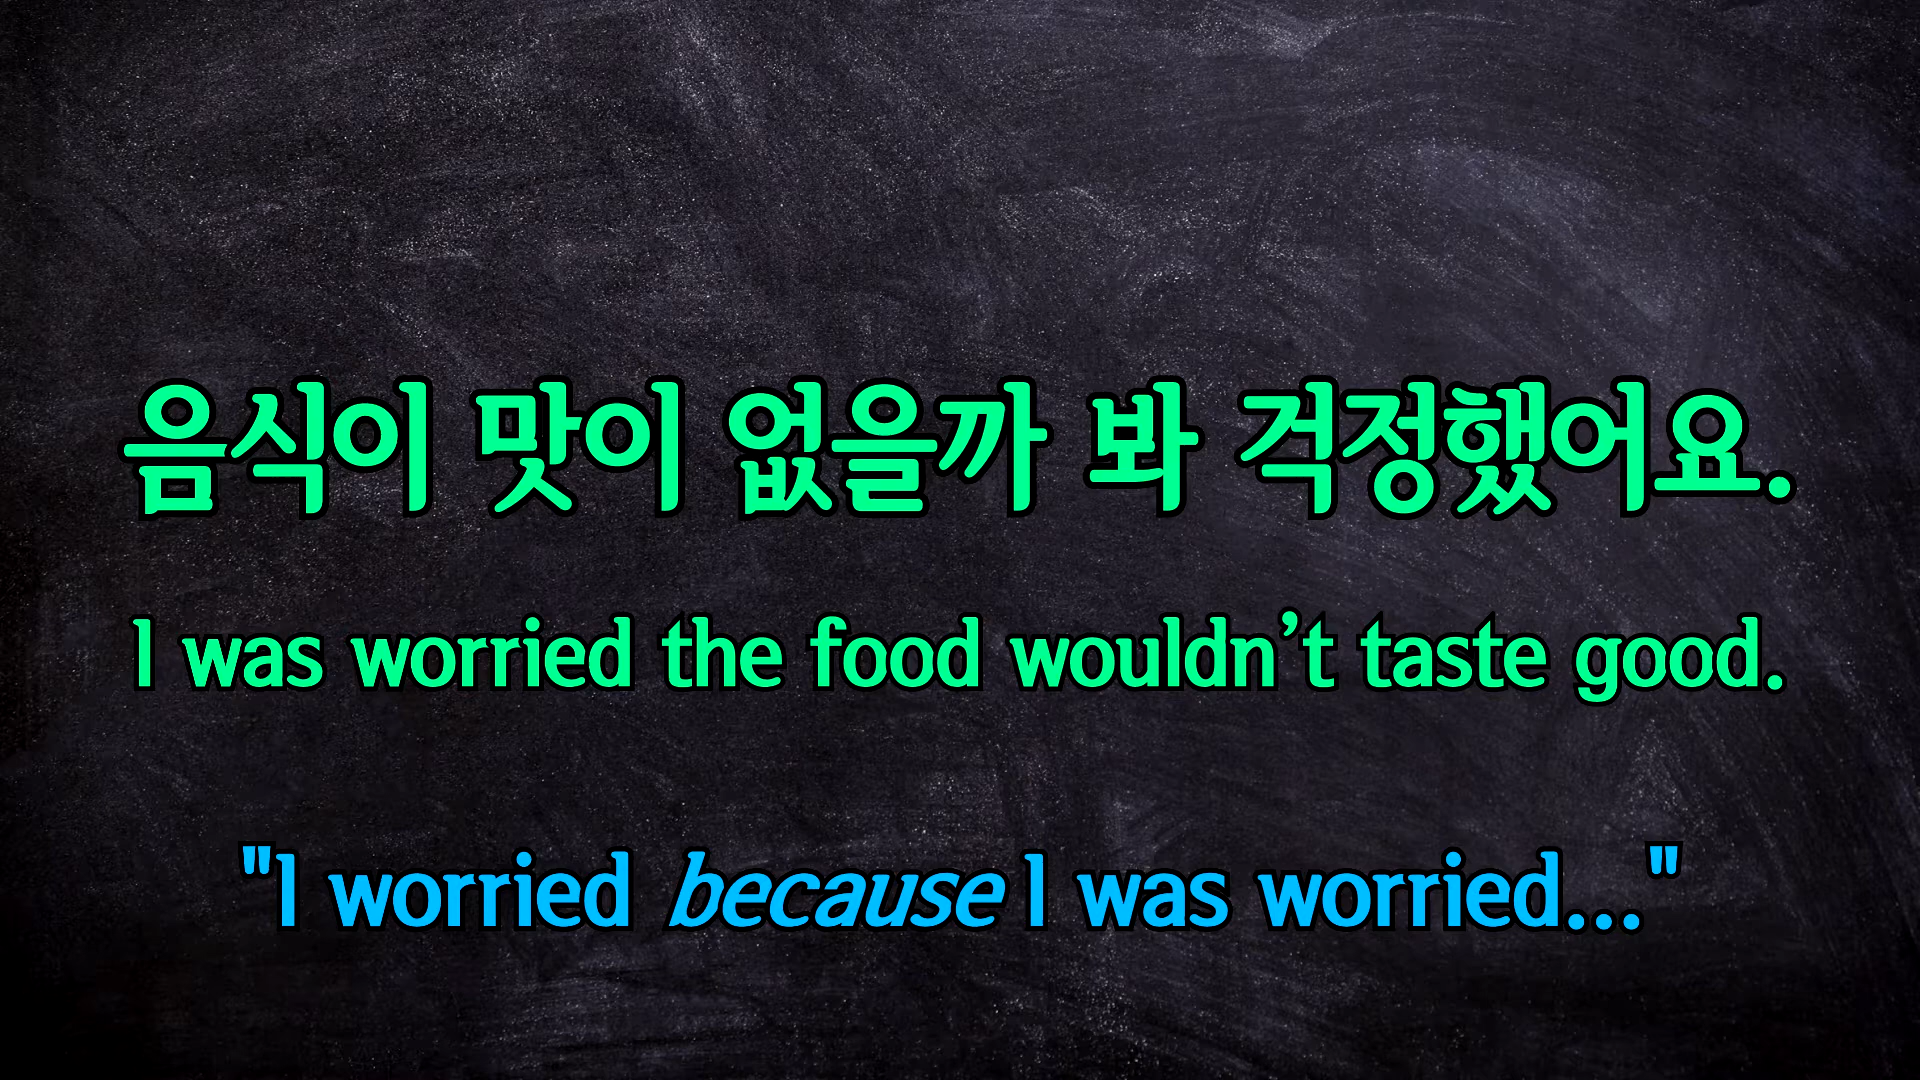 음식이 맛이 없을까 봐 걱정했어요.
I was worried the food wouldn’t taste good.
"I worried because I was worried..."